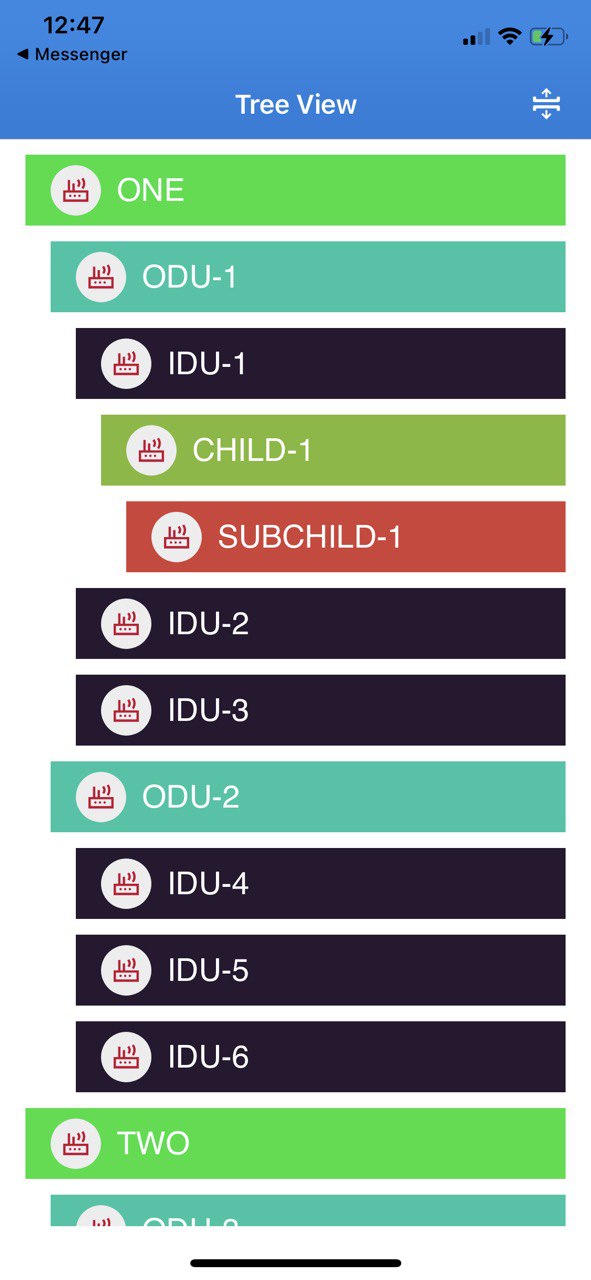 12:47
◀ Messenger
Tree View
ONE
ODU-1
IDU-1
CHILD-1
SUBCHILD-1
IDU-2
IDU-3
ODU-2
IDU-4
IDU-5
IDU-6
TWO